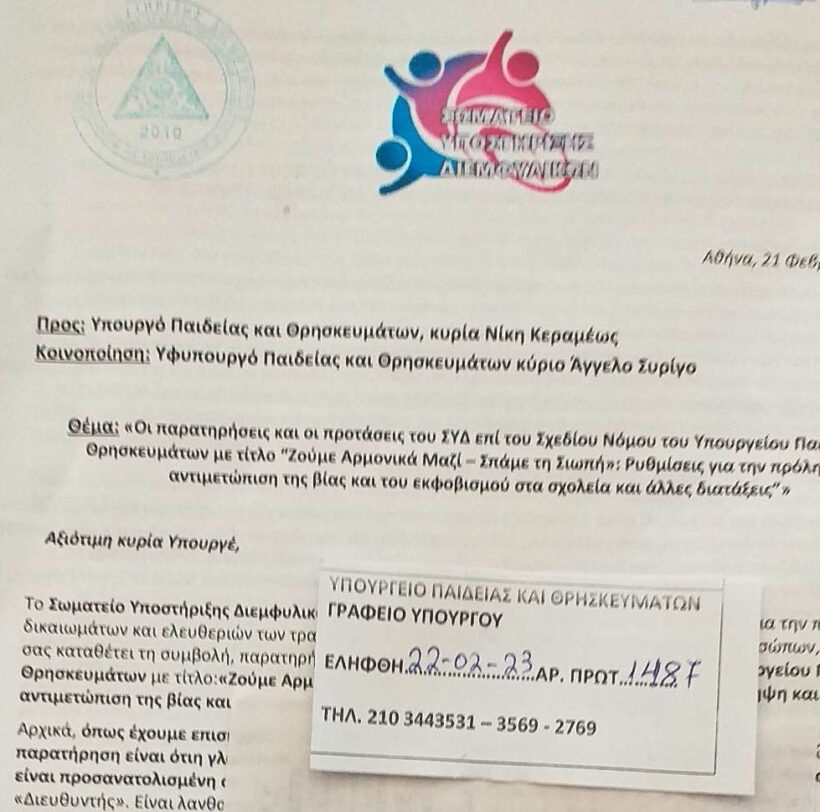 2010
ΣΩΜΑΤΕΙΟ
ΥΠΟΣΤΗΡΙΞΗΣ
ΔΙΕΜΦΥΛΙΚΩΝ
Αθήνα, 21 Φεβ
Προς: Υπουργό Παιδείας και Θρησκευμάτων, κυρία Νίκη Κεραμέως
Κοινοποίηση: Υφυπουργό Παιδείας και Θρησκευμάτων κύριο Άγγελο Συρίγο
Θέμα: «Οι παρατηρήσεις και οι προτάσεις του ΣΥΔ επί του Σχεδίου Νόμου του Υπουργείου Παι
Θρησκευμάτων με τίτλο “Ζούμε Αρμονικά Μαζί – Σπάμε τη Σιωπή»: Ρυθμίσεις για την πρόλη
αντιμετώπιση της βίας και του εκφοβισμού στα σχολεία και άλλες διατάξεις”»
Αξιότιμη κυρία Υπουργέ,
Το Σωματείο Υποστήριξης Διεμφυλικ ια την π
δικαιωμάτων και ελευθεριών των τρα σώπων,
σας καταθέτει τη συμβολή, παρατηρή ργείου Π
Θρησκευμάτων με τίτλο:«Ζούμε Αρμ ηψη και
αντιμετώπιση της βίας και
Αρχικά, όπως έχουμε επισ
παρατήρηση είναι ότιη γλ
είναι προσανατολισμένη σ
«Διευθυντής». Είναι λανθα
ΥΠΟΥΡΓΕΙΟ ΠΑΙΔΕΙΑΣ ΚΑΙ ΘΡΗΣΚΕΥΜΑΤΩΝ
ΓΡΑΦΕΙΟ ΥΠΟΥΡΓΟΥ
ΕΛΗΦΘΗ.22-02-23.ΑΡ. ΠΡΩΤ.1487
ΤΗΛ. 210 3443531 – 3569 - 2769